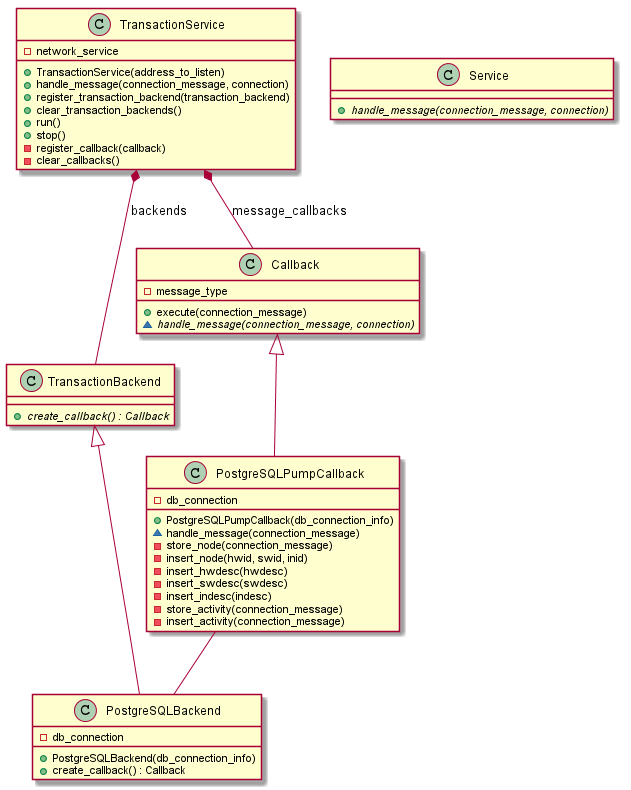 C TransactionService
network_service
TransactionService(address_to_listen)
handle_message(connection_message, connection)
register_transaction_backend(transaction_backend)
clear_transaction_backends()
run()
stop()
register_callback(callback)
clear_callbacks()
C Service
handle_message(connection_message, connection)
backends
message_callbacks
C Callback
message_type
execute(connection_message)
handle_message(connection_message, connection)
C TransactionBackend
create_callback() : Callback
C PostgreSQLPumpCallback
db_connection
PostgreSQLPumpCallback(db_connection_info)
handle_message(connection_message)
store_node(connection_message)
insert_node(hwid, swid, inid)
insert_hwdesc(hwdesc)
insert_swdesc(swdesc)
insert_indesc(indesc)
store_activity(connection_message)
insert_activity(connection_message)
C PostgreSQLBackend
db_connection
PostgreSQLBackend(db_connection_info)
create_callback() : Callback